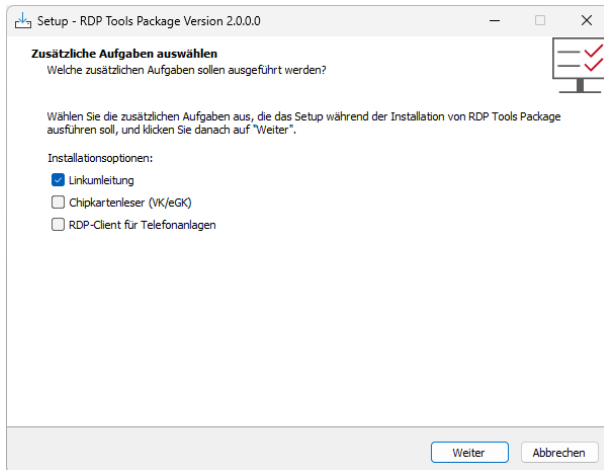 Setup - RDP Tools Package Version 2.0.0.0
Zusätzliche Aufgaben auswählen
Welche zusätzlichen Aufgaben sollen ausgeführt werden?
Wählen Sie die zusätzlichen Aufgaben aus, die das Setup während der Installation von RDP Tools Package
ausführen soll, und klicken Sie danach auf "Weiter".
Installationsoptionen:
Linkumleitung
Chipkartenleser (VK/eGK)
RDP-Client für Telefonanlagen
Weiter
Abbrechen